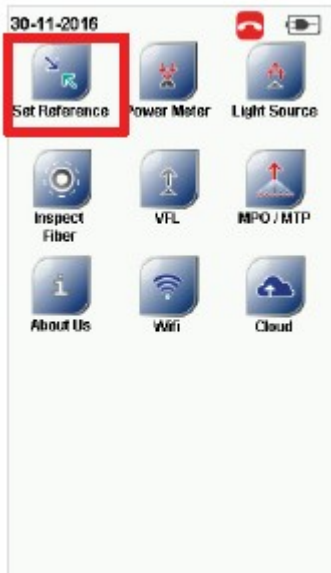 30-11-2016
Set Reference Power Meter Light Source
Inspect VFL MPO / MTP
Fiber
About Us Wifi Cloud